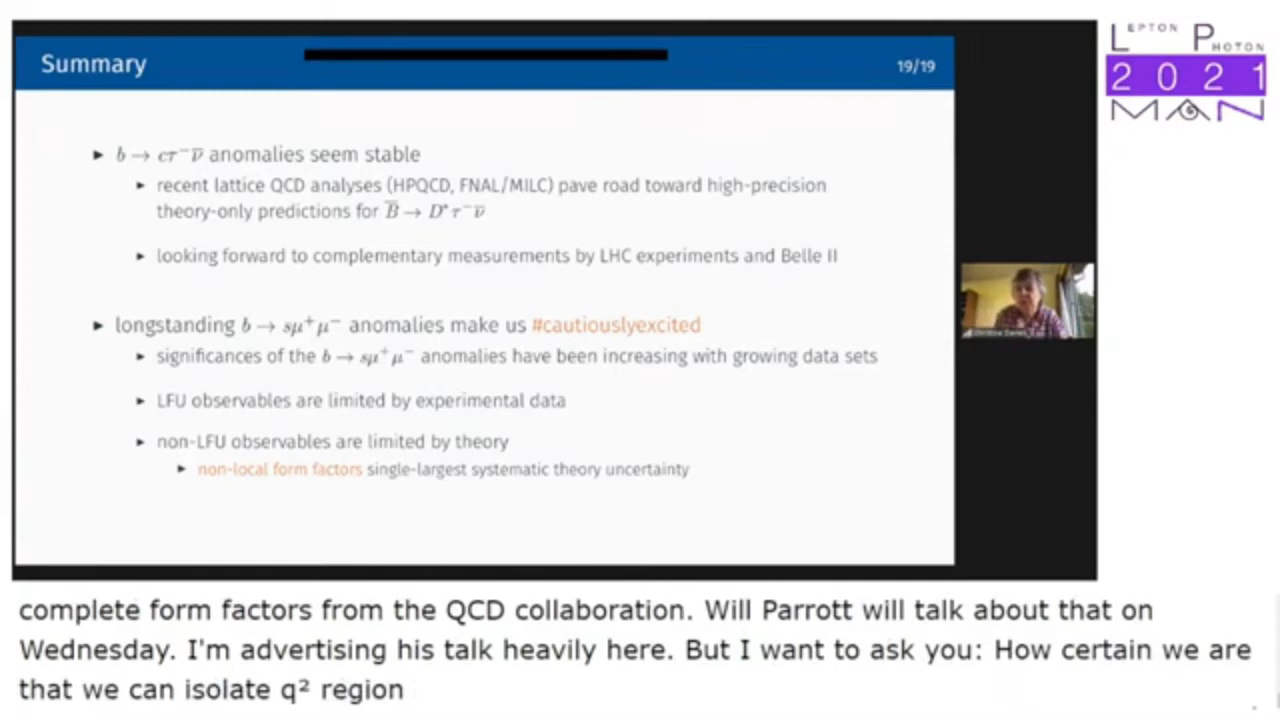 Summary
19/19
► b → cτ⁻ν̅ anomalies seem stable
► recent lattice QCD analyses (HPQCD, FNAL/MILC) pave road toward high-precision
theory-only predictions for B̅ → D*τ⁻ν̅
► looking forward to complementary measurements by LHC experiments and Belle II
► longstanding b → sμ⁺μ⁻ anomalies make us #cautiouslyexcited
► significances of the b → sμ⁺μ⁻ anomalies have been increasing with growing data sets
► LFU observables are limited by experimental data
► non-LFU observables are limited by theory
► non-local form factors single-largest systematic theory uncertainty
LEPTON PHOTON
2021
MAN
complete form factors from the QCD collaboration. Will Parrott will talk about that on
Wednesday. I'm advertising his talk heavily here. But I want to ask you: How certain we are
that we can isolate q² region